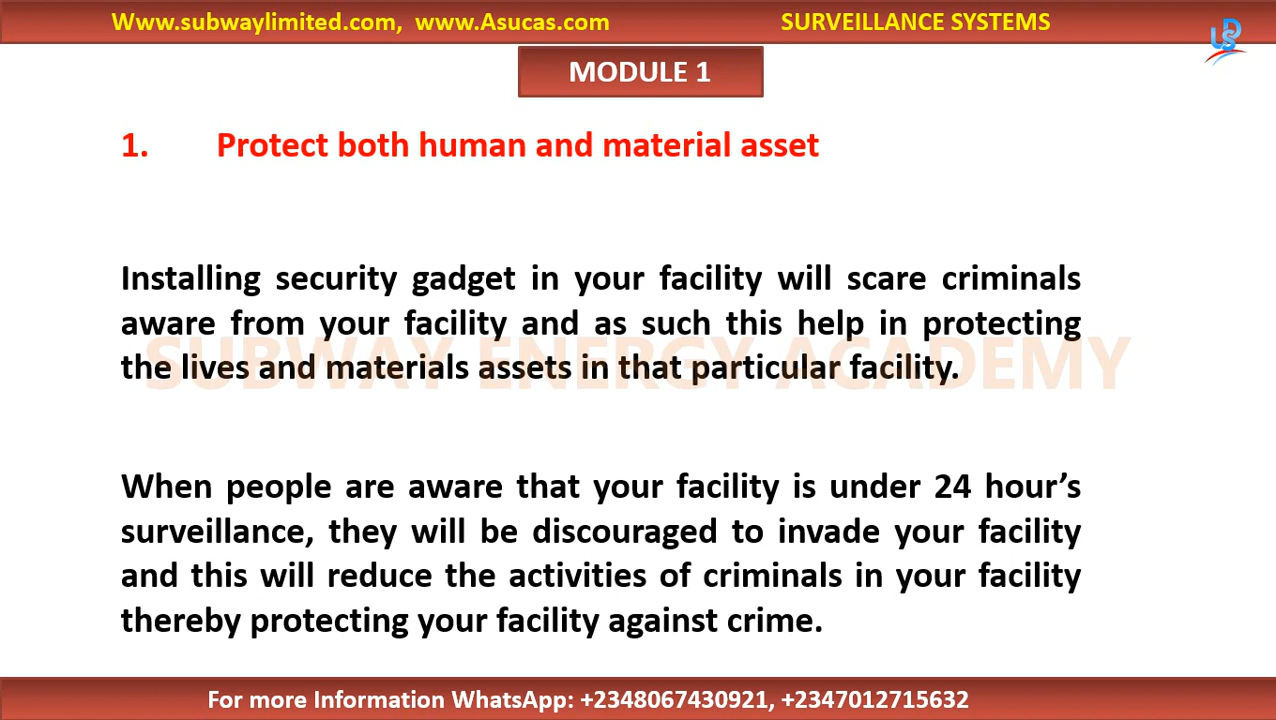 Www.subwaylimited.com, www.Asucas.com SURVEILLANCE SYSTEMS
USD
MODULE 1
1. Protect both human and material asset
Installing security gadget in your facility will scare criminals
aware from your facility and as such this help in protecting
the lives and materials assets in that particular facility.
SUBWAY ENERGY ACADEMY
When people are aware that your facility is under 24 hour’s
surveillance, they will be discouraged to invade your facility
and this will reduce the activities of criminals in your facility
thereby protecting your facility against crime.
For more Information WhatsApp: +2348067430921, +2347012715632